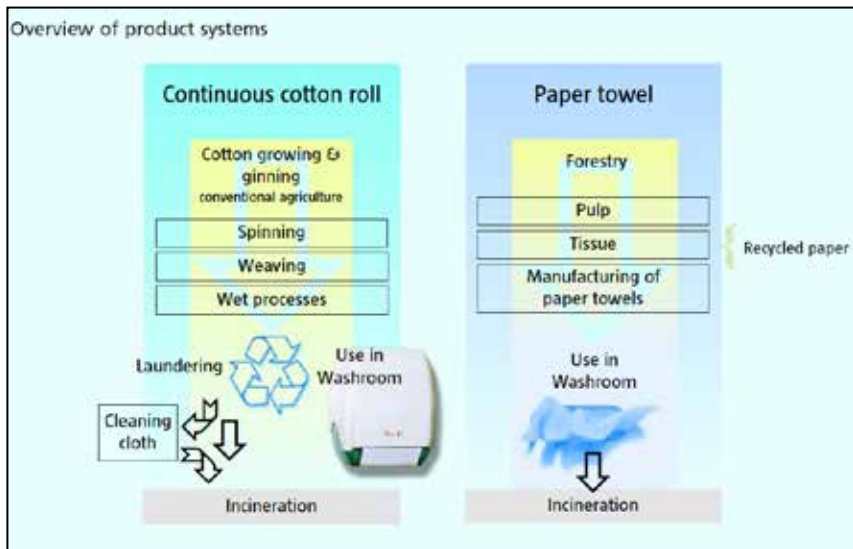 Overview of product systems
Continuous cotton roll
Cotton growing &
ginning
conventional agriculture
Spinning
Weaving
Wet processes
Laundering
Use in
Washroom
Cleaning
cloth
Incineration
Paper towel
Forestry
Pulp
Tissue
Recycled paper
Manufacturing of
paper towels
Use in
Washroom
Incineration